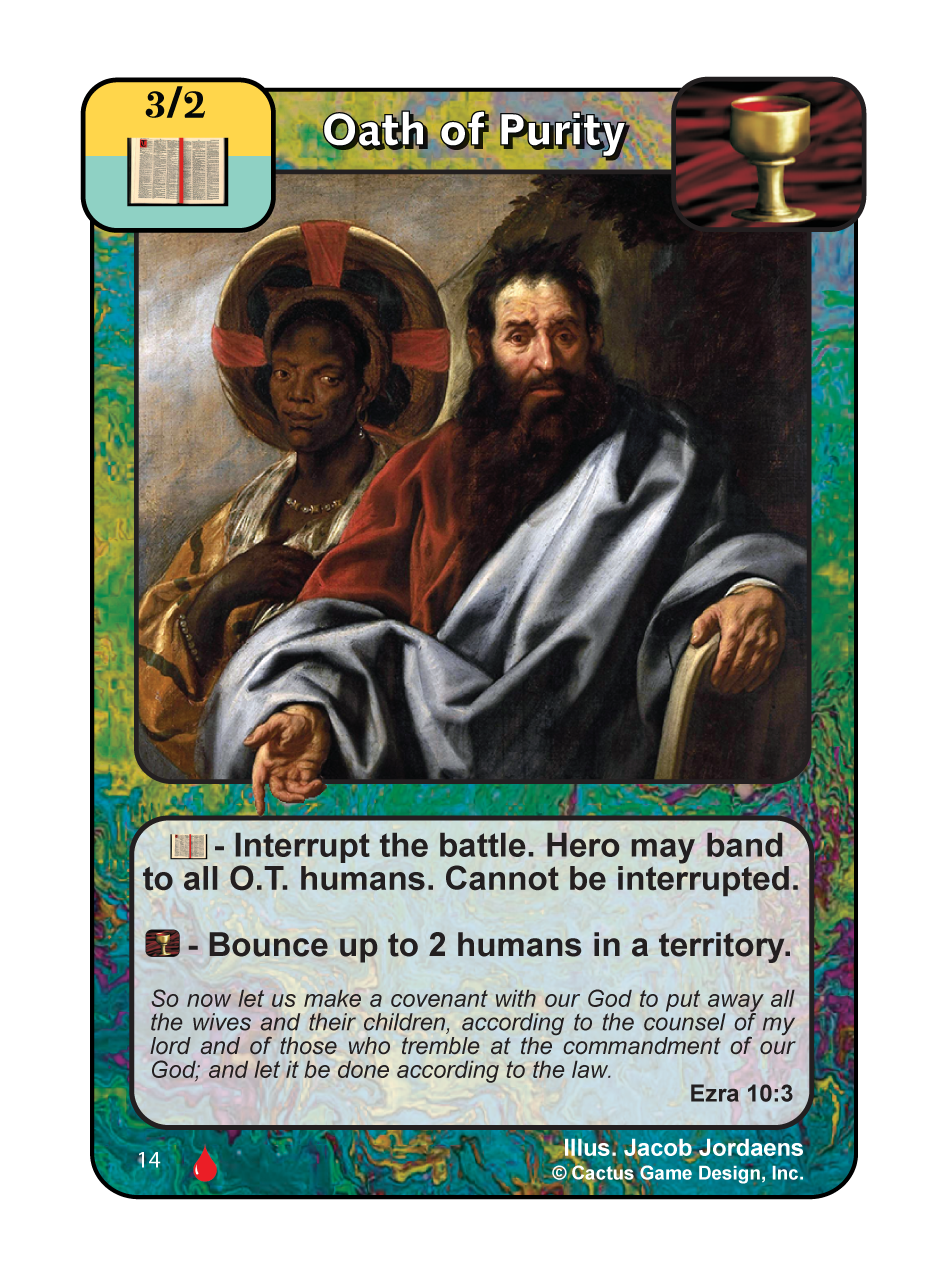 3/2
Oath of Purity
- Interrupt the battle. Hero may band
to all O.T. humans. Cannot be interrupted.
- Bounce up to 2 humans in a territory.
So now let us make a covenant with our God to put away all
the wives and their children, according to the counsel of my
lord and of those who tremble at the commandment of our
God; and let it be done according to the law.
Ezra 10:3
14
Illus. Jacob Jordaens
© Cactus Game Design, Inc.